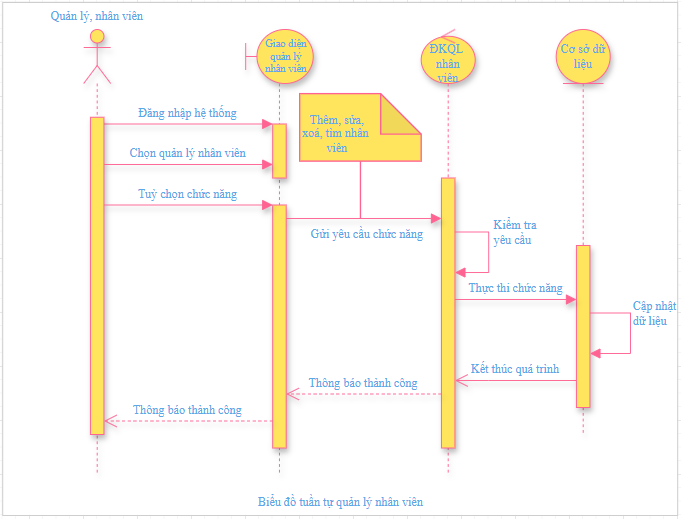 Quản lý, nhân viên
Giao diện
quản lý
nhân viên
ĐKQL
nhân
viên
Cơ sở dữ
liệu
Đăng nhập hệ thống
Thêm, sửa,
xoá, tìm nhân
viên
Chọn quản lý nhân viên
Tuỳ chọn chức năng
Gửi yêu cầu chức năng
Kiểm tra
yêu cầu
Thực thi chức năng
Cập nhật
dữ liệu
Kết thúc quá trình
Thông báo thành công
Thông báo thành công
Biểu đồ tuần tự quản lý nhân viên